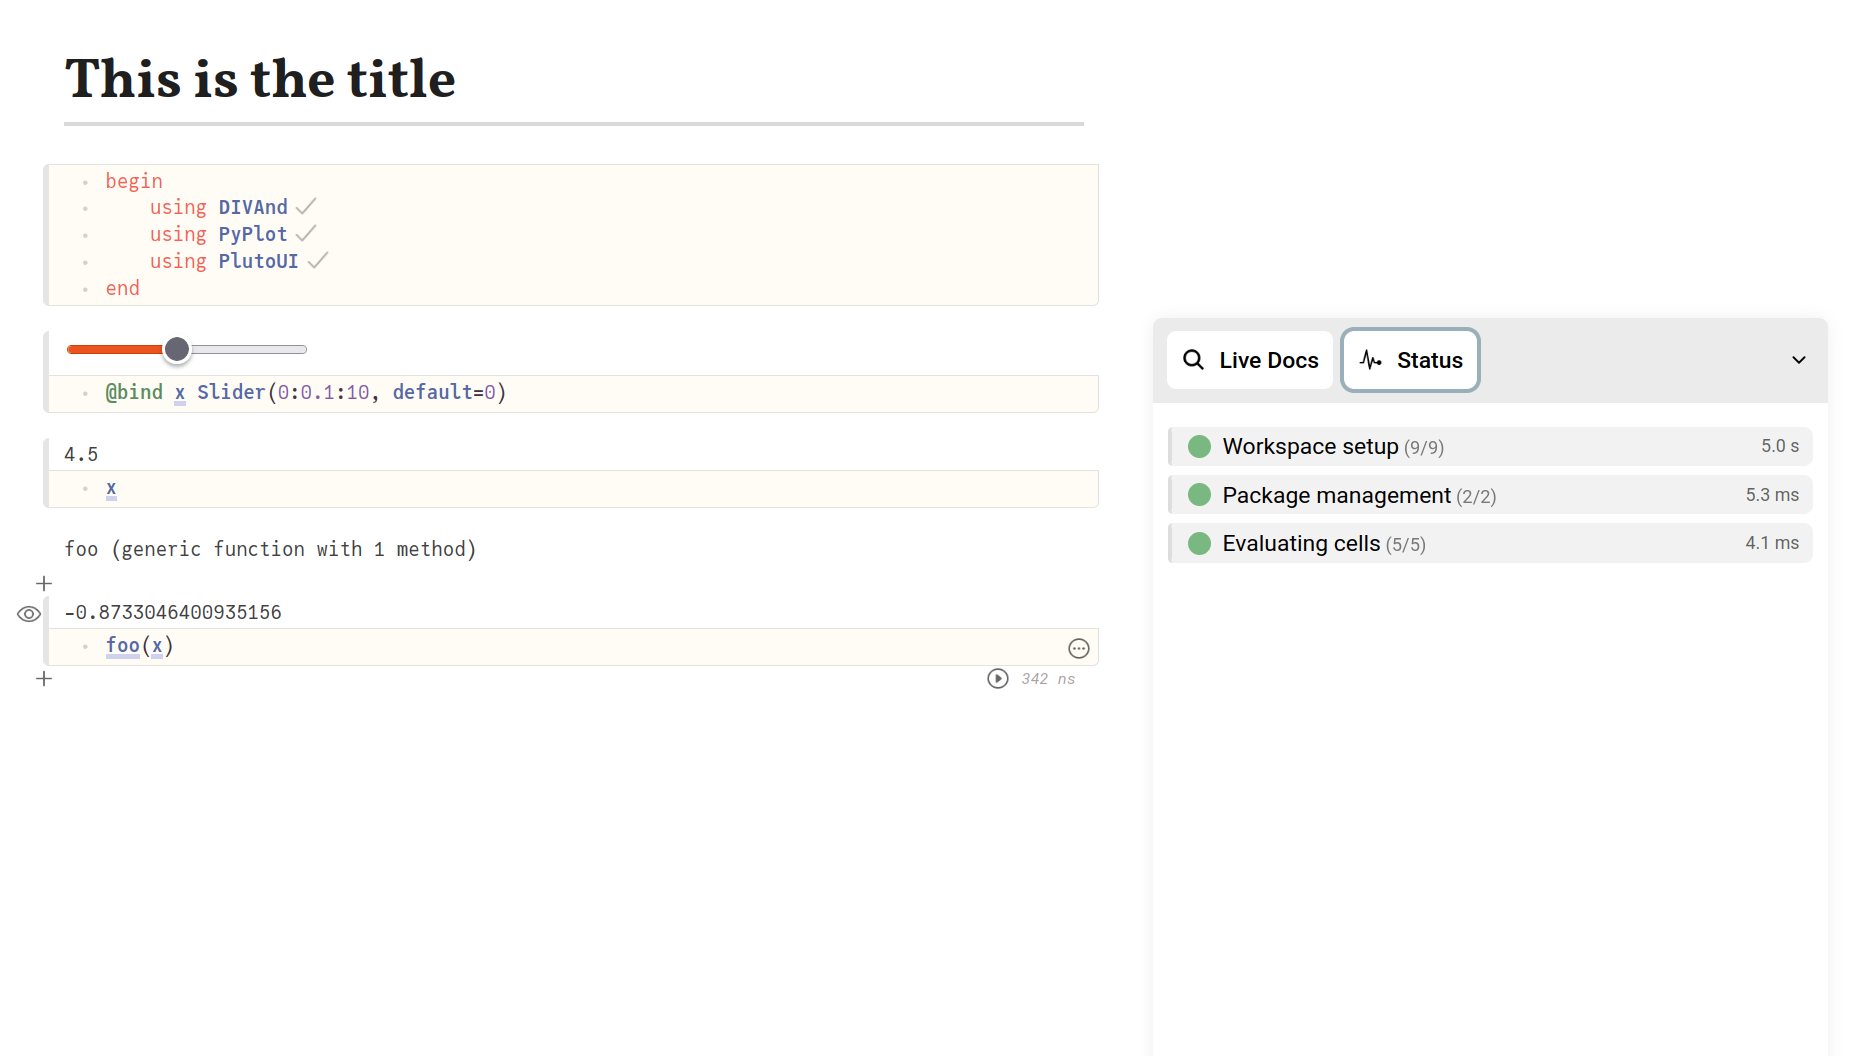 This is the title
begin
using DIVAnd
using PyPlot
using PlutoUI
end
@bind x Slider(0:0.1:10, default=0)
4.5
x
foo (generic function with 1 method)
-0.8733046400935156
foo(x)
342 ns
Live Docs
Status
Workspace setup (9/9) 5.0 s
Package management (2/2) 5.3 ms
Evaluating cells (5/5) 4.1 ms